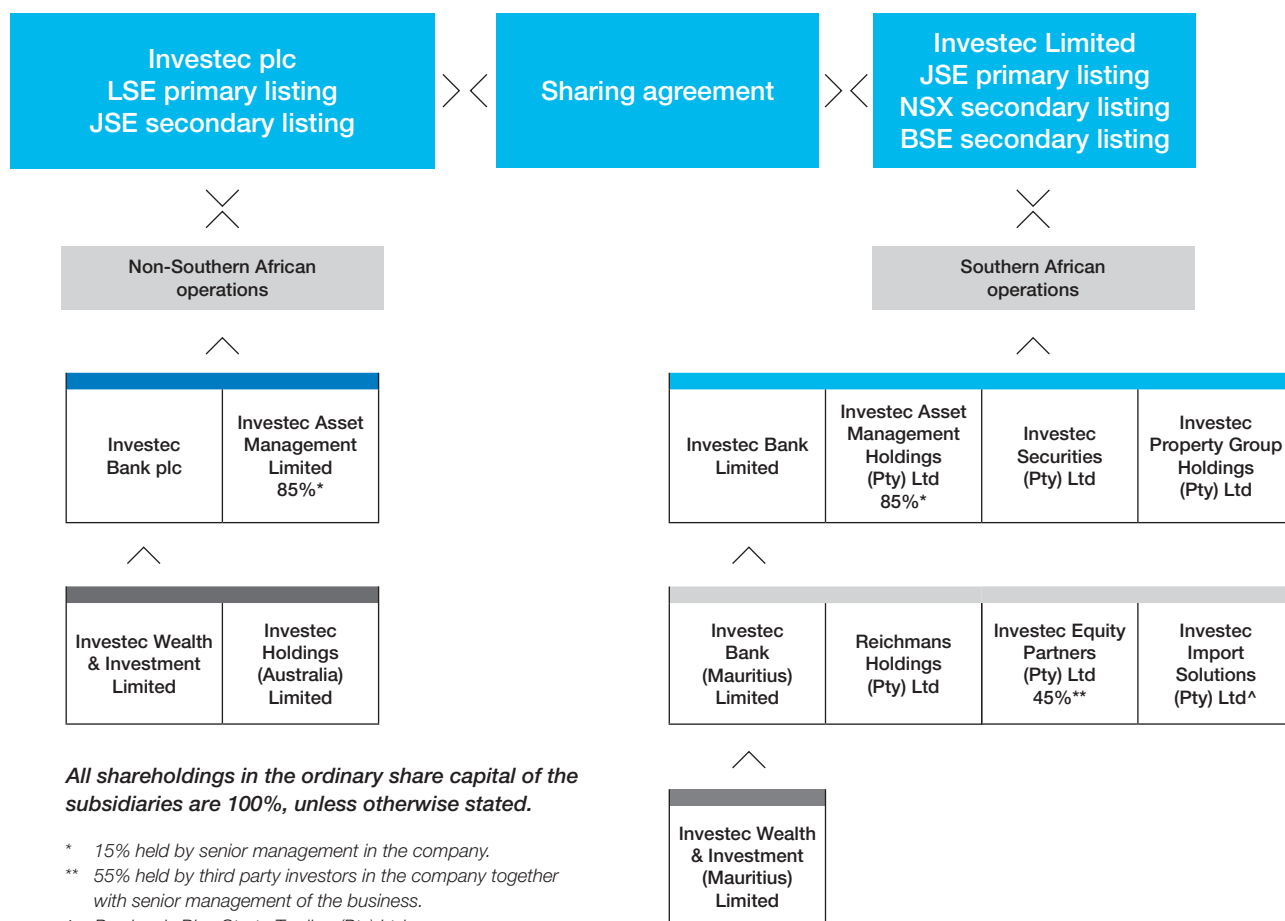 Investec plc
LSE primary listing
JSE secondary listing
Sharing agreement
Investec Limited
JSE primary listing
NSX secondary listing
BSE secondary listing
Non-Southern African
operations
Southern African
operations
Investec
Bank plc
Investec Asset
Management
Limited
85%*
Investec Bank
Limited
Investec Asset
Management
Holdings
(Pty) Ltd
85%*
Investec
Securities
(Pty) Ltd
Investec
Property Group
Holdings
(Pty) Ltd
Investec Wealth
& Investment
Limited
Investec
Holdings
(Australia)
Limited
Investec
Bank
(Mauritius)
Limited
Reichmans
Holdings
(Pty) Ltd
Investec Equity
Partners
(Pty) Ltd
45%**
Investec
Import
Solutions
(Pty) Ltd^
Investec Wealth
& Investment
(Mauritius)
Limited
All shareholdings in the ordinary share capital of the
subsidiaries are 100%, unless otherwise stated.
* 15% held by senior management in the company.
** 55% held by third party investors in the company together
with senior management of the business.